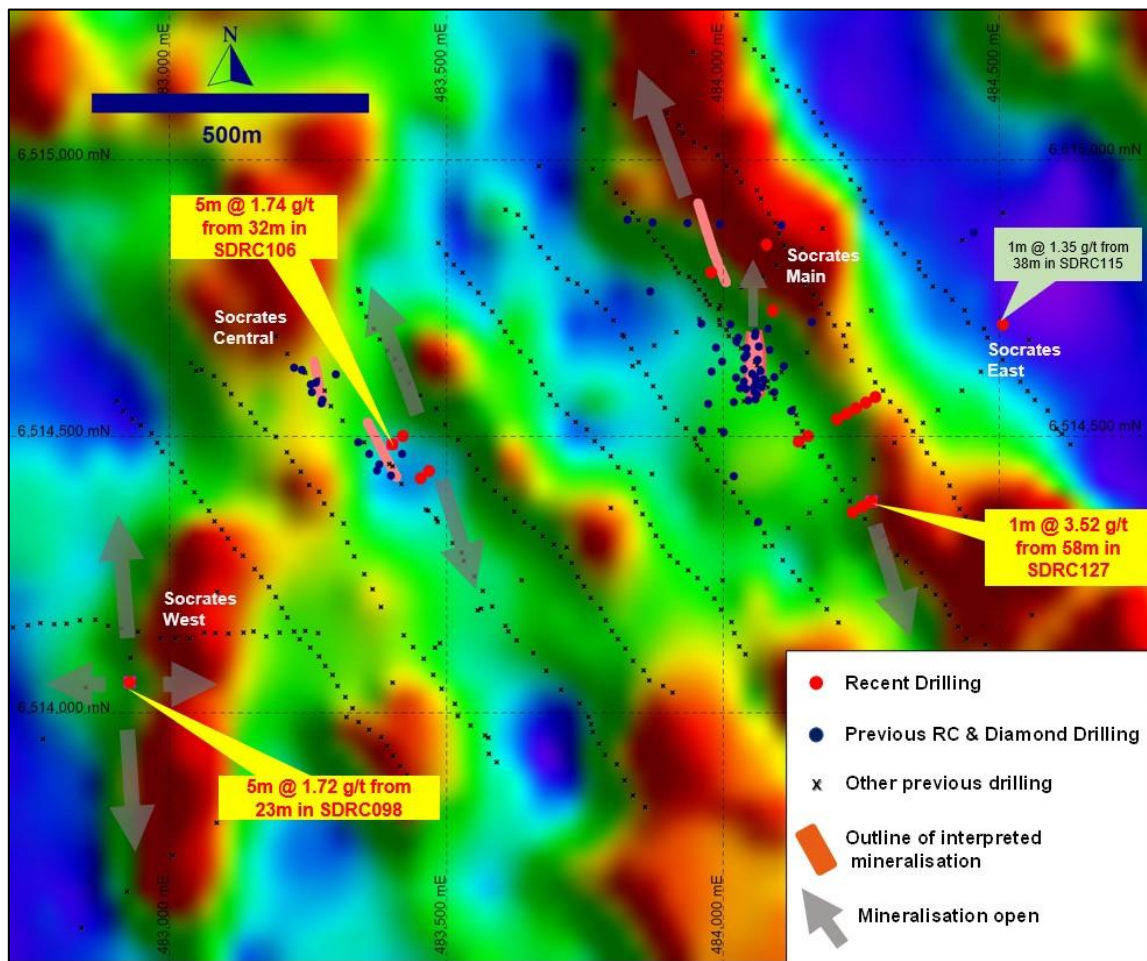 483,000 mE
483,500 mE
484,000 mE
484,500 mE
N
500m
6,515,000 mN
6,515,000 mN
5m @ 1.74 g/t
from 32m in
SDRC106
Socrates
Main
1m @ 1.35 g/t from
38m in SDRC115
Socrates
Central
Socrates
East
6,514,500 mN
6,514,500 mN
1m @ 3.52 g/t
from 58m in
SDRC127
Socrates
West
6,514,000 mN
5m @ 1.72 g/t from
23m in SDRC098
483,000 mE
483,500 mE
484,000 mE
Recent Drilling
Previous RC & Diamond Drilling
x Other previous drilling
Outline of interpreted
mineralisation
Mineralisation open